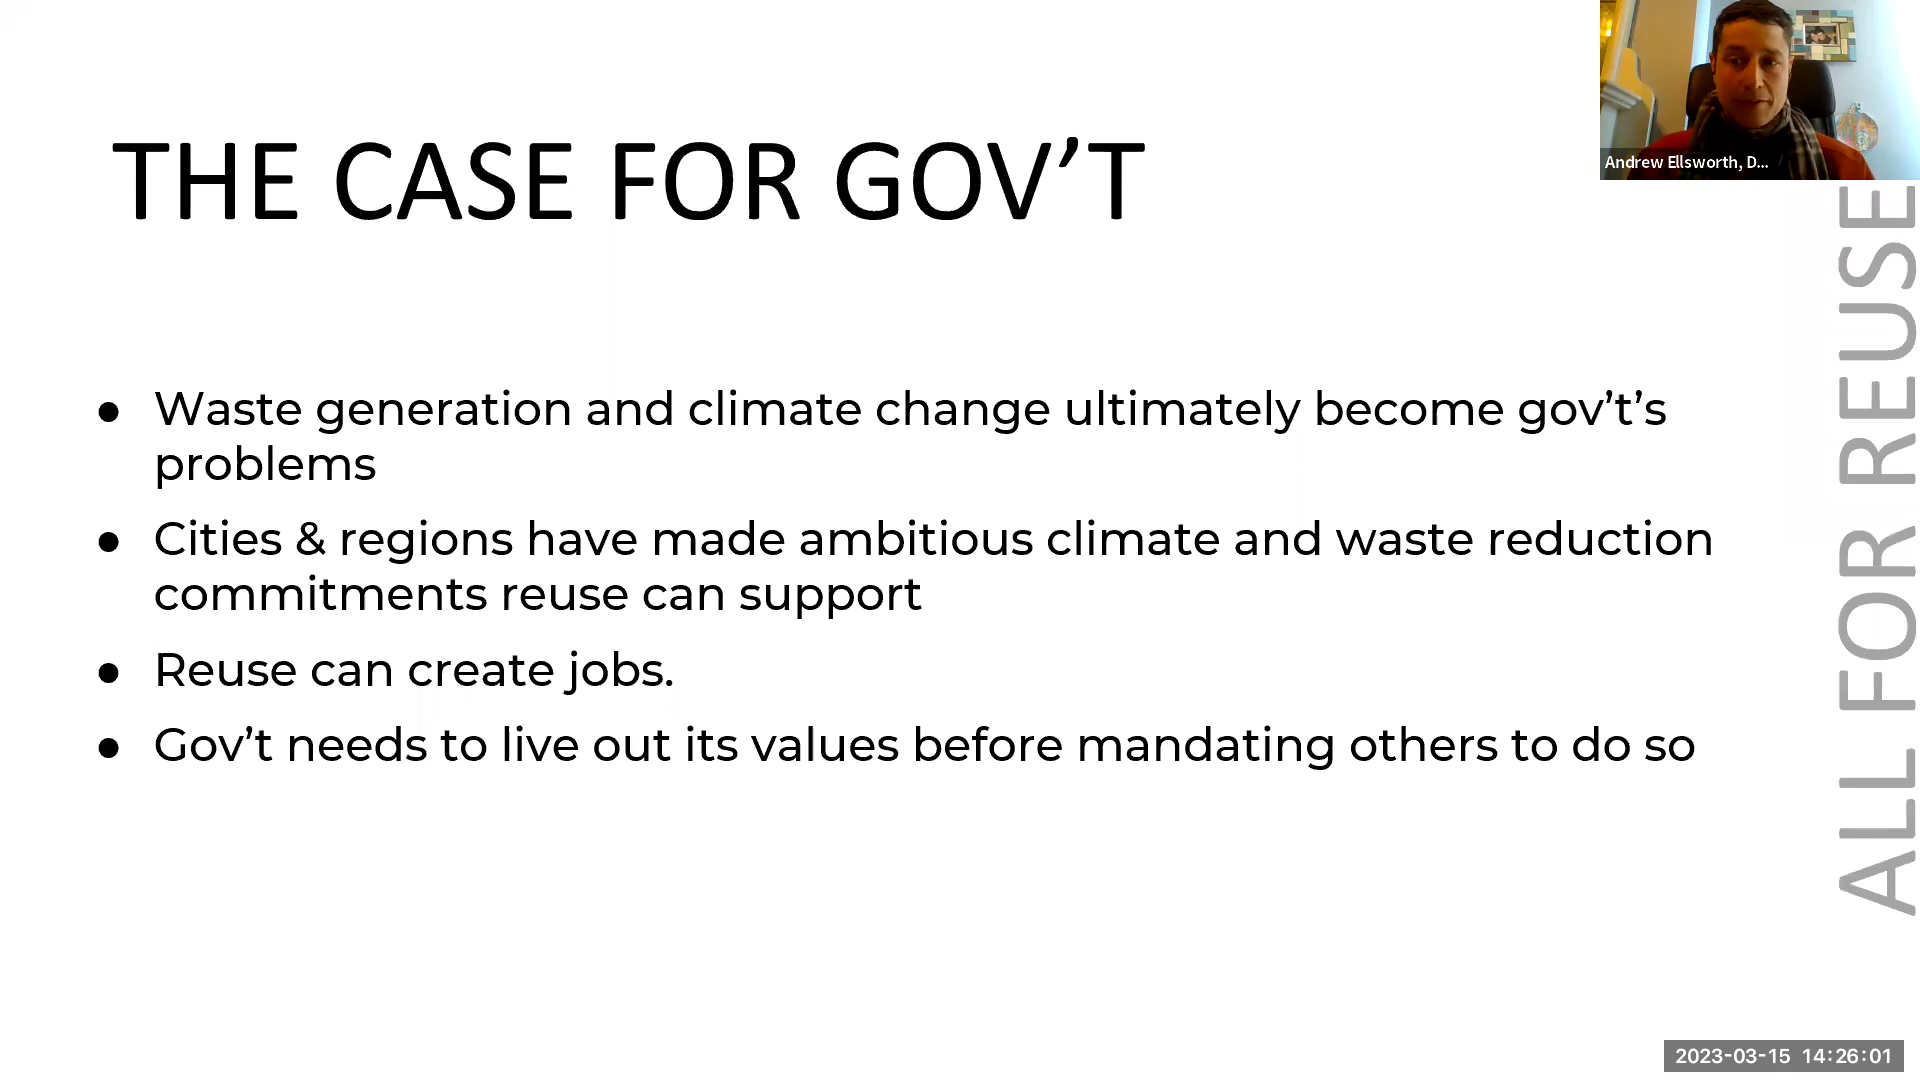 THE CASE FOR GOV’T
Andrew Ellsworth, D...
● Waste generation and climate change ultimately become gov’t’s
problems
● Cities & regions have made ambitious climate and waste reduction
commitments reuse can support
● Reuse can create jobs.
● Gov’t needs to live out its values before mandating others to do so
ALL FOR REUSE
2023-03-15 14:26:01